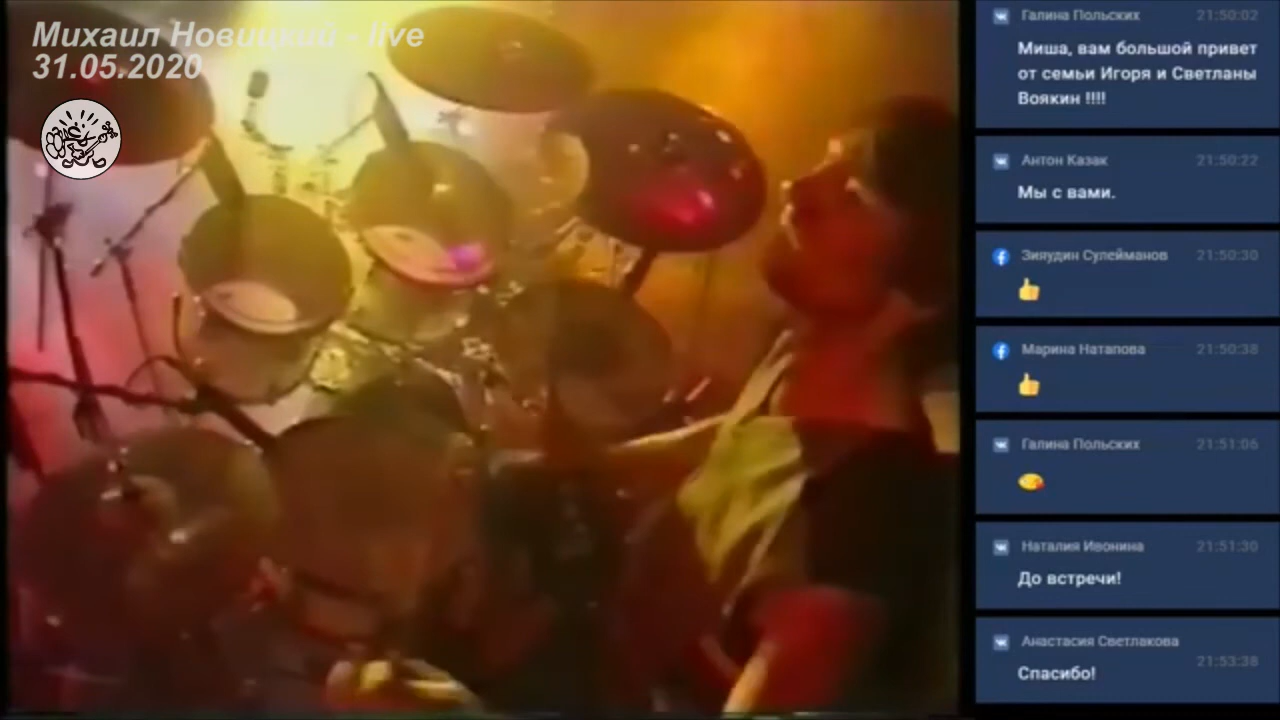 Михаил Новицкий - live
31.05.2020
Галина Польских 21:50:02
Миша, вам большой привет
от семьи Игоря и Светланы
Воякин !!!!
Антон Казак 21:50:22
Мы с вами.
Зияудин Сулейманов 21:50:30
Марина Натапова 21:50:38
Галина Польских 21:51:06
Наталия Ивонина 21:51:30
До встречи!
Анастасия Светлакова
21:53:38
Спасибо!